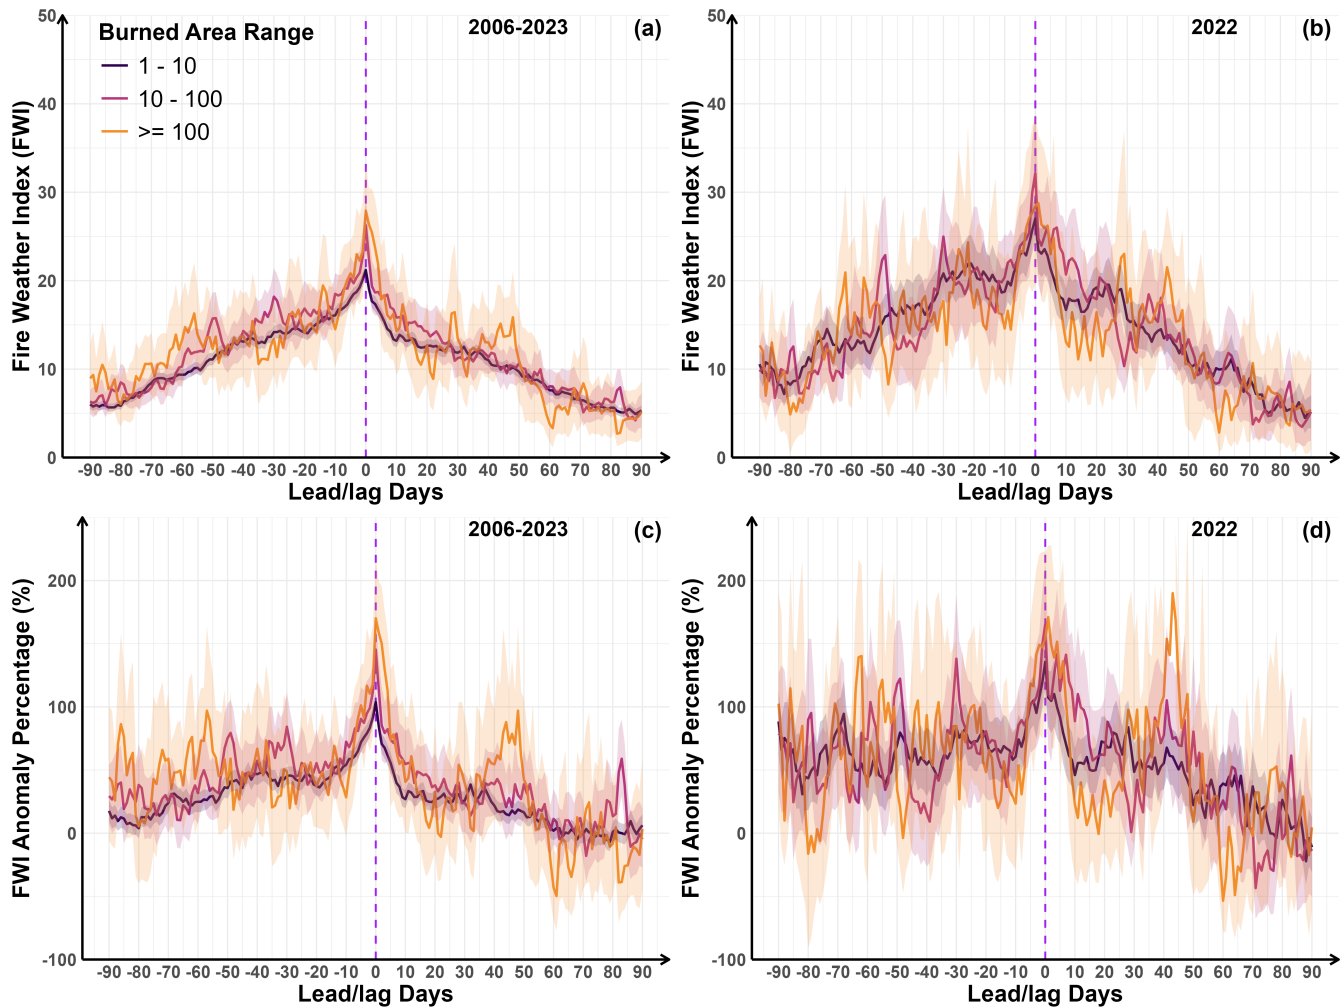 Fire Weather Index (FWI)
50
40
30
20
10
0
Burned Area Range
1 - 10
10 - 100
>= 100
2006-2023
(a)
-90 -80 -70 -60 -50 -40 -30 -20 -10 0 10 20 30 40 50 60 70 80 90
Lead/lag Days
Fire Weather Index (FWI)
50
40
30
20
10
0
2022
(b)
-90 -80 -70 -60 -50 -40 -30 -20 -10 0 10 20 30 40 50 60 70 80 90
Lead/lag Days
FWI Anomaly Percentage (%)
200
100
0
-100
2006-2023
(c)
-90 -80 -70 -60 -50 -40 -30 -20 -10 0 10 20 30 40 50 60 70 80 90
Lead/lag Days
FWI Anomaly Percentage (%)
200
100
0
-100
2022
(d)
-90 -80 -70 -60 -50 -40 -30 -20 -10 0 10 20 30 40 50 60 70 80 90
Lead/lag Days